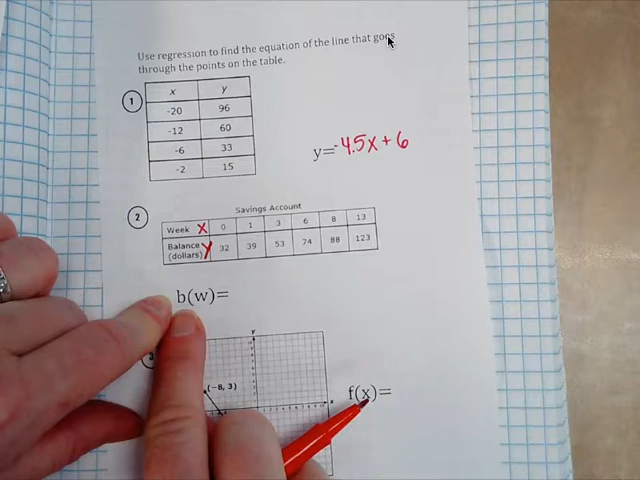 Use regression to find the equation of the line that goes
through the points on the table.
1
x y
-20 96
-12 60
-6 33
-2 15
y=-4.5x + 6
2
Savings Account
Week x 0 1 3 6 8 13
Balance (dollars) y 32 39 53 74 88 123
b(w)=
3
y
(-8, 3)
x
f(x)=